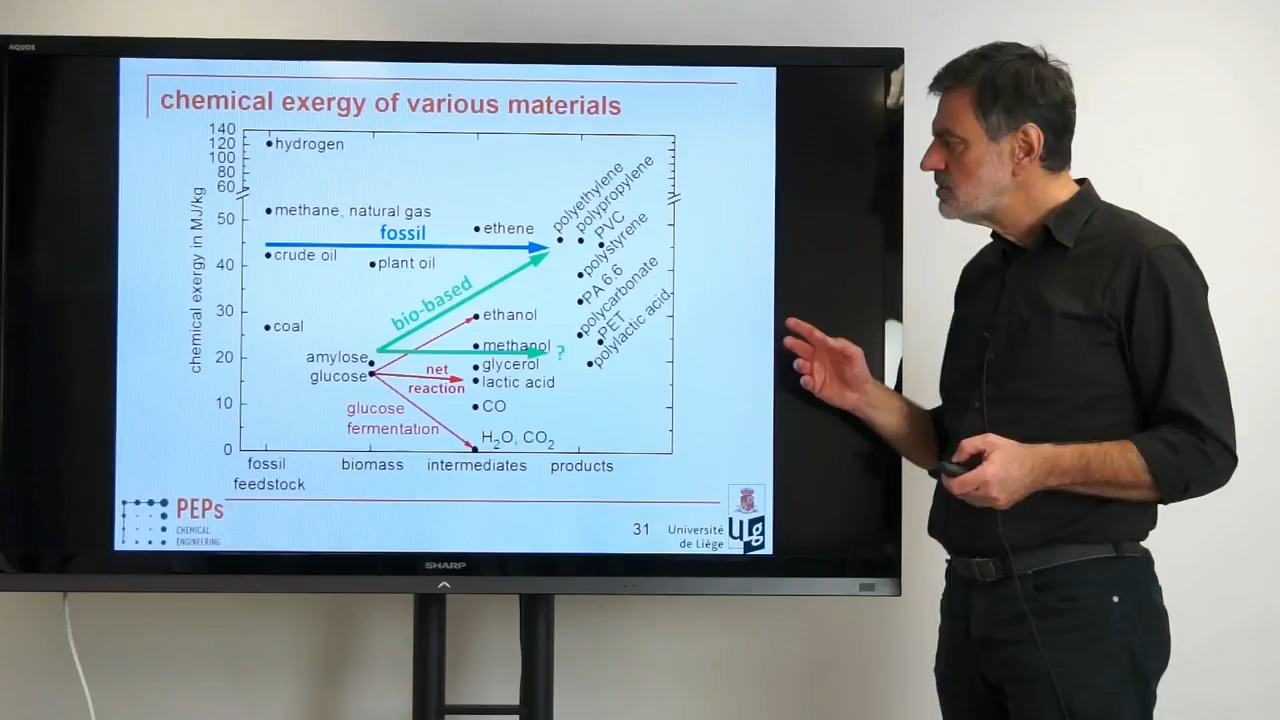 AQUOS
chemical exergy of various materials
140
120
100
80
60
50
40
30
20
10
0
chemical exergy in MJ/kg
hydrogen
methane, natural gas
fossil
crude oil
plant oil
ethene
coal
bio-based
amylose
glucose
ethanol
methanol
?
glycerol
lactic acid
net
reaction
CO
glucose
fermentation
H2O, CO2
polyethylene
polypropylene
PVC
polystyrene
PA 6.6
polycarbonate
PET
polylactic acid
fossil
feedstock
biomass
intermediates
products
PEPs
CHEMICAL
ENGINEERING
31
Université
de Liège
ULg
SHARP